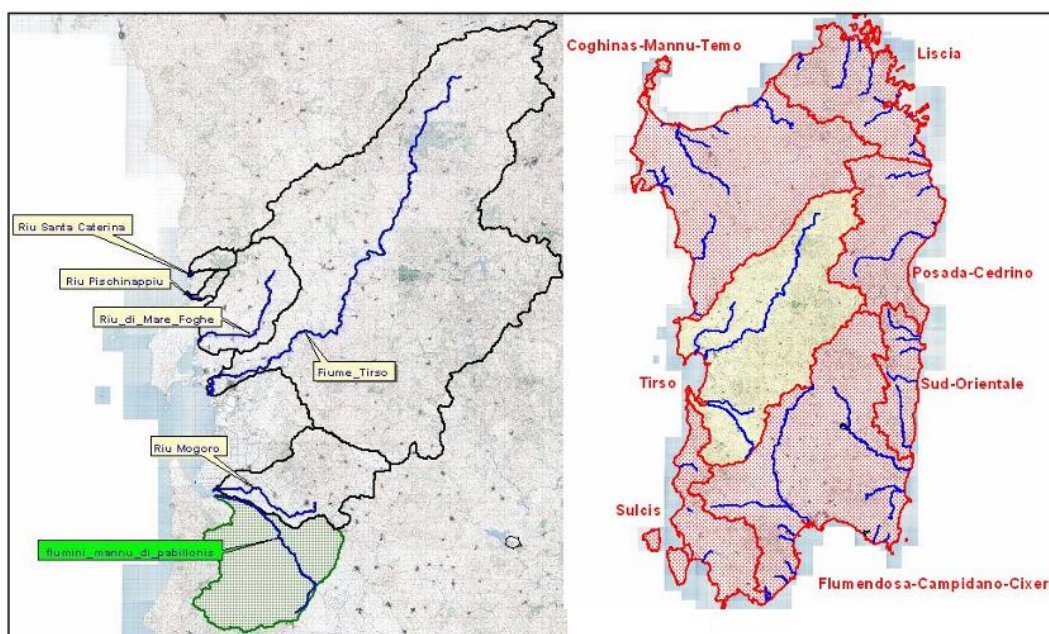 Riu Santa Caterina
Riu Pischinappiu
Riu_di_Mare_Foghe
Fiume_Tirso
Riu Mogoro
flumini_mannu_di_pabillonis
Coghinas-Mannu-Temo
Liscia
Posada-Cedrino
Tirso
Sud-Orientale
Sulcis
Flumendosa-Campidano-Cixer